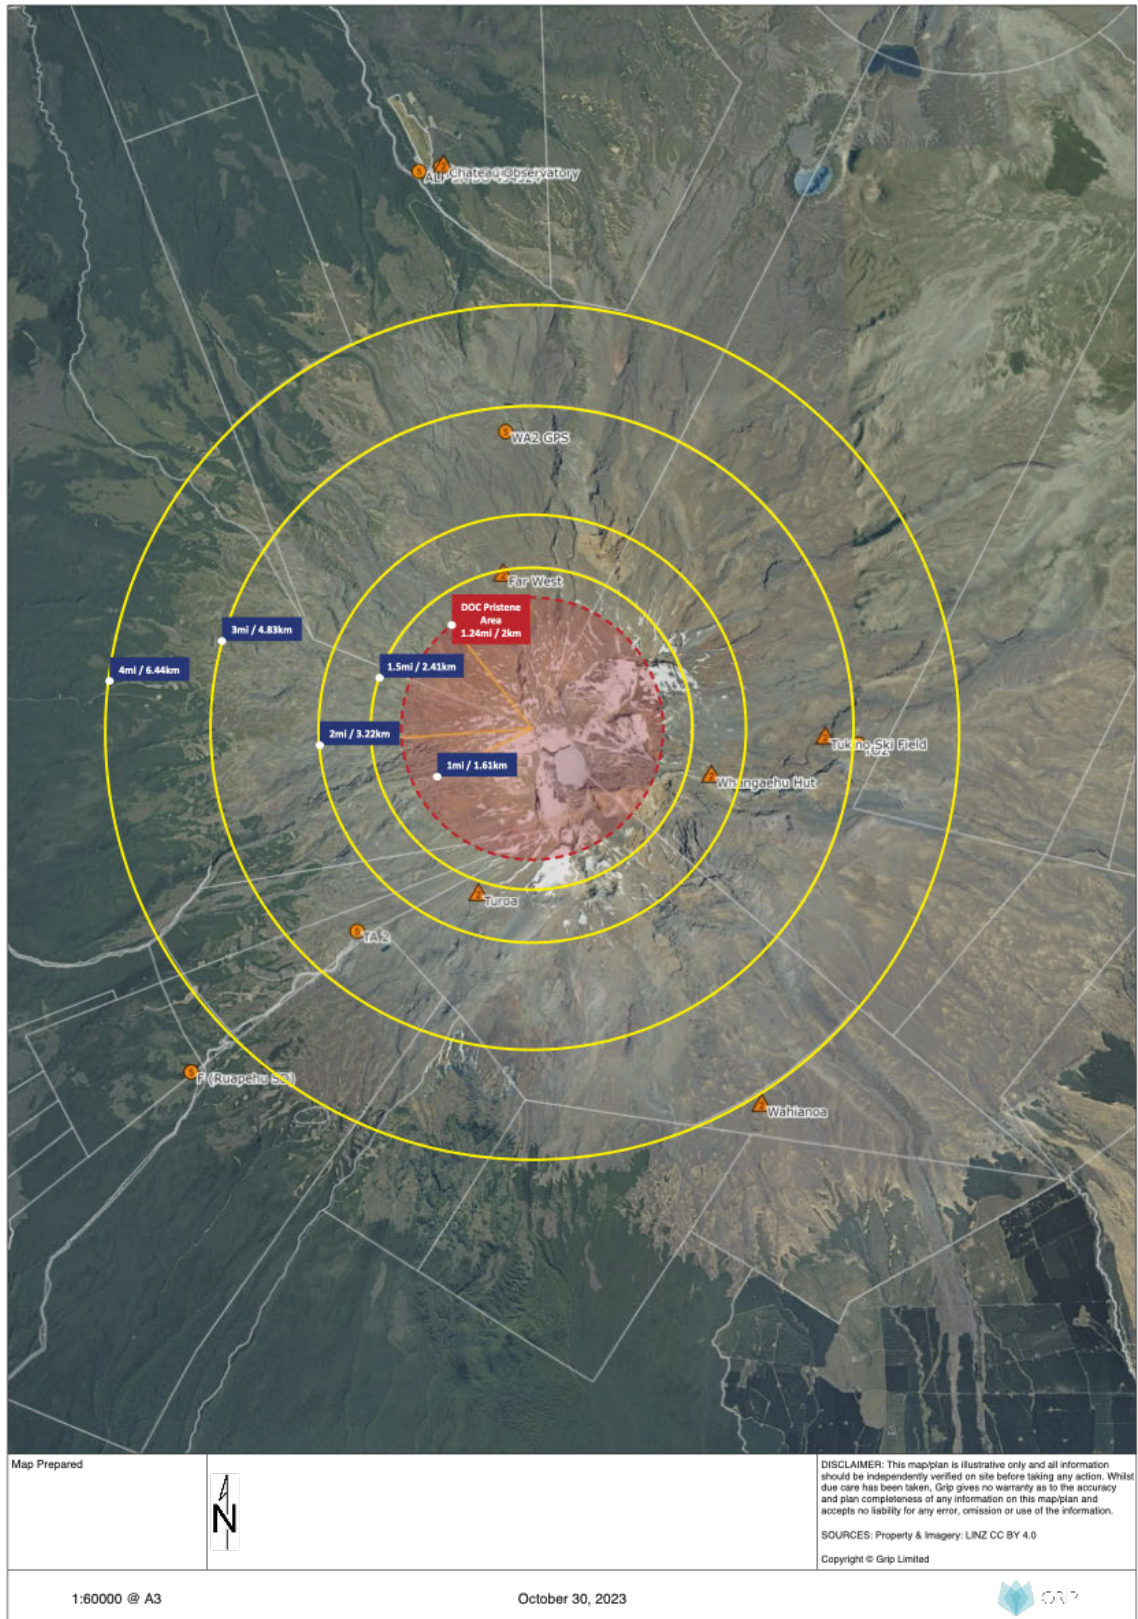 Chateau Observatory
WA2 GPS
Far West
DOC Pristene
Area
1.24mi / 2km
3mi / 4.83km
1.5mi / 2.41km
4mi / 6.44km
2mi / 3.22km
1mi / 1.61km
Tukino Ski Field
Whangaehu Hut
Turoa
TA 2
F (Ruapehu SD)
Wahianoa
Map Prepared
N
DISCLAIMER: This map/plan is illustrative only and all information
should be independently verified on site before taking any action. Whilst
due care has been taken, Grip gives no warranty as to the accuracy
and plan completeness of any information on this map/plan and
accepts no liability for any error, omission or use of the information.
SOURCES: Property & Imagery: LINZ CC BY 4.0
Copyright © Grip Limited
1:60000 @ A3
October 30, 2023
GRIP